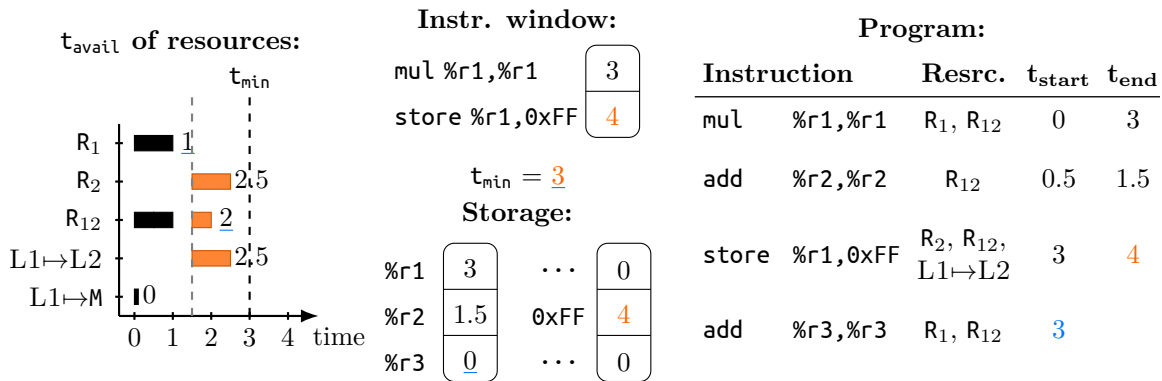 t_avail of resources:
t_min
R₁ 1
R₂ 2.5
R₁₂ 2
L1↦L2 2.5
L1↦M 0
0 1 2 3 4 time
Instr. window:
mul %r1,%r1 3
store %r1,0xFF 4
t_min = 3
Storage:
%r1 3 ··· 0
%r2 1.5 0xFF 4
%r3 0 ··· 0
Program:
Instruction Resrc. t_start t_end
mul %r1,%r1 R₁, R₁₂ 0 3
add %r2,%r2 R₁₂ 0.5 1.5
store %r1,0xFF R₂, R₁₂, L1↦L2 3 4
add %r3,%r3 R₁, R₁₂ 3